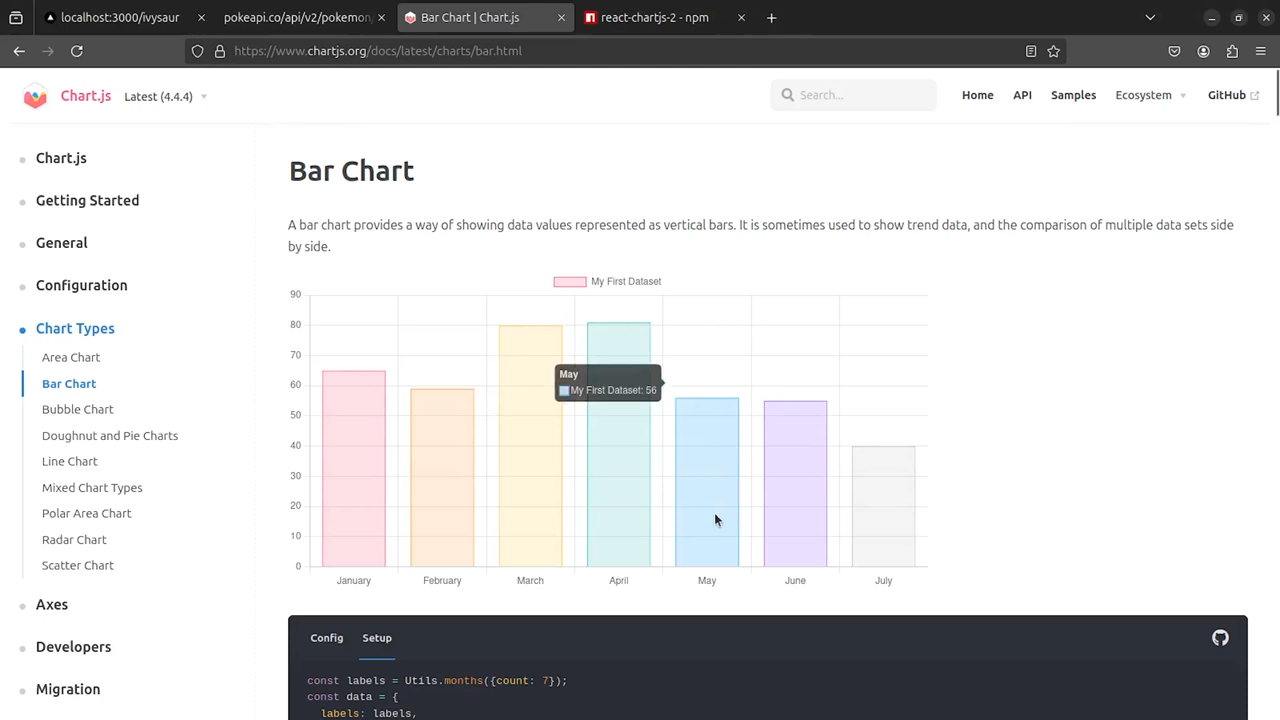 localhost:3000/ivysaur
pokeapi.co/api/v2/pokemon/
Bar Chart | Chart.js
react-chartjs-2 - npm
https://www.chartjs.org/docs/latest/charts/bar.html
Chart.js
Latest (4.4.4)
Search...
Home
API
Samples
Ecosystem
GitHub
Chart.js
Getting Started
General
Configuration
Chart Types
Area Chart
Bar Chart
Bubble Chart
Doughnut and Pie Charts
Line Chart
Mixed Chart Types
Polar Area Chart
Radar Chart
Scatter Chart
Axes
Developers
Migration
Bar Chart
A bar chart provides a way of showing data values represented as vertical bars. It is sometimes used to show trend data, and the comparison of multiple data sets side
by side.
My First Dataset
90
80
70
60
50
40
30
20
10
0
May
My First Dataset: 56
January
February
March
April
May
June
July
Config
Setup
const labels = Utils.months({count: 7});
const data = {
labels: labels,